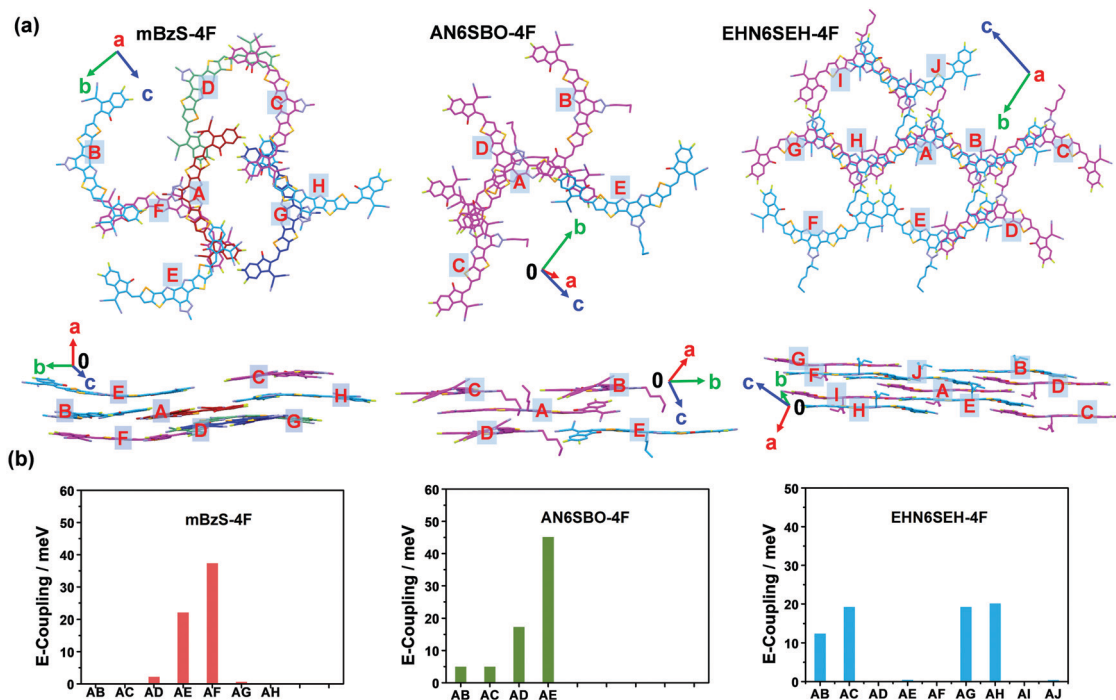 (a)
mBzS-4F
AN6SBO-4F
EHN6SEH-4F
a
b
c
B
D
C
A
F
H
G
E
B
D
A
E
C
b
0
a
c
c
a
b
I
J
G
H
A
B
C
F
E
D
a
b
0
c
E
C
B
A
H
F
D
G
C
B
A
D
E
a
0
b
c
G
F
J
B
D
I
A
H
E
C
c
b
0
a
(b)
E-Coupling / meV
60
50
40
30
20
10
0
mBzS-4F
AB AC AD AE AF AG AH
E-Coupling / meV
60
50
40
30
20
10
0
AN6SBO-4F
AB AC AD AE
E-Coupling / meV
50
40
30
20
10
0
EHN6SEH-4F
AB AC AD AE AF AG AH AI AJ